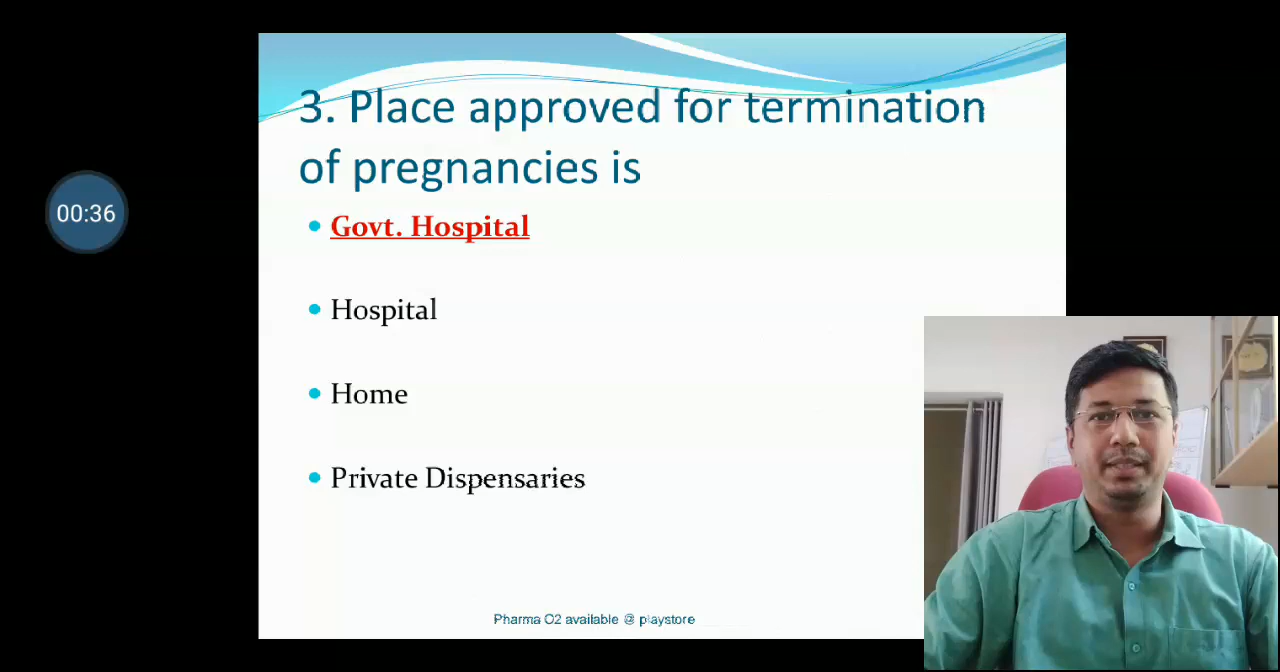 3. Place approved for termination
of pregnancies is
00:36
• Govt. Hospital
• Hospital
• Home
• Private Dispensaries
Pharma O2 available @ playstore